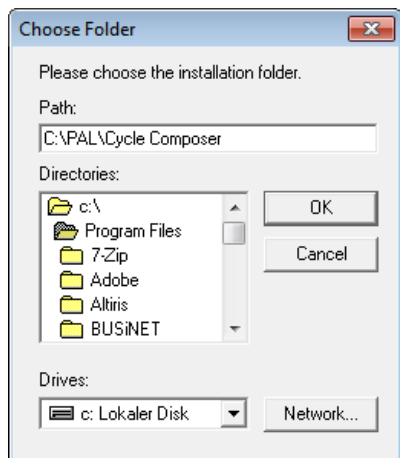 Choose Folder
Please choose the installation folder.
Path:
C:\PAL\Cycle Composer
Directories:
c:\
Program Files
7-Zip
Adobe
Altiris
BUSiNET
OK
Cancel
Drives:
c: Lokaler Disk
Network...